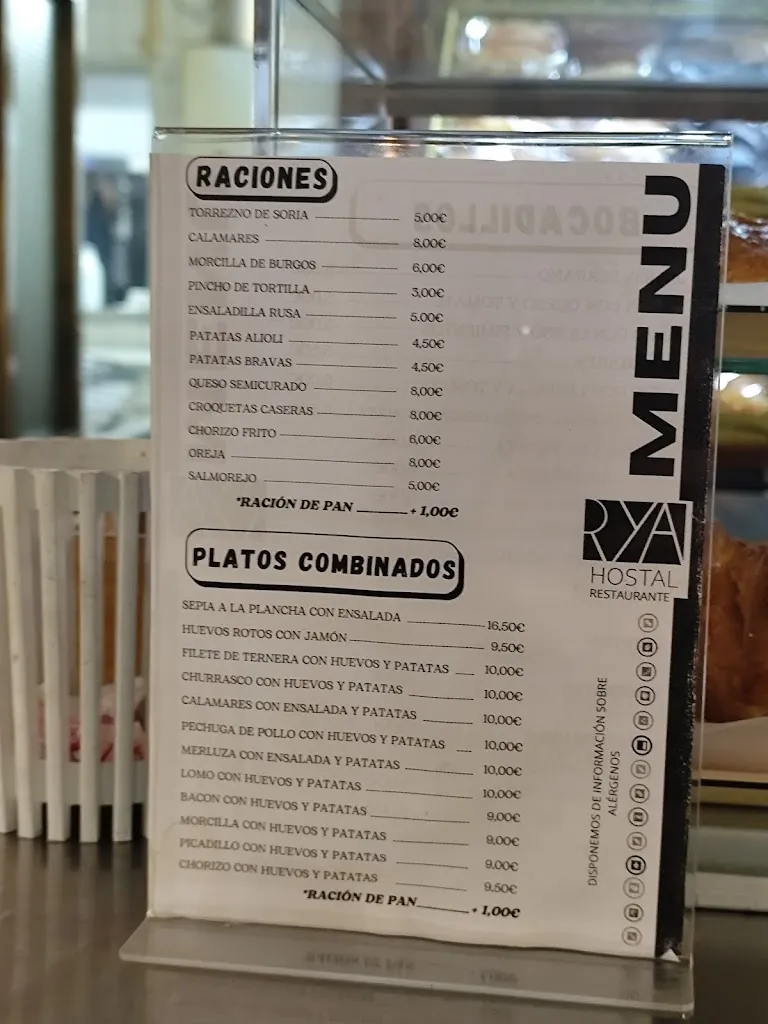 RACIONES
TORREZNO DE SORIA 5,00€
CALAMARES 8,00€
MORCILLA DE BURGOS 6,00€
PINCHO DE TORTILLA 3,00€
ENSALADILLA RUSA 5.00€
PATATAS ALIOLI 4,50€
PATATAS BRAVAS 4,50€
QUESO SEMICURADO 8,00€
CROQUETAS CASERAS 8,00€
CHORIZO FRITO 6,00€
OREJA 8,00€
SALMOREJO 5,00€
*RACIÓN DE PAN + 1,00€
PLATOS COMBINADOS
SEPIA A LA PLANCHA CON ENSALADA 16,50€
HUEVOS ROTOS CON JAMÓN 9,50€
FILETE DE TERNERA CON HUEVOS Y PATATAS 10,00€
CHURRASCO CON HUEVOS Y PATATAS 10,00€
CALAMARES CON ENSALADA Y PATATAS 10,00€
PECHUGA DE POLLO CON HUEVOS Y PATATAS 10,00€
MERLUZA CON ENSALADA Y PATATAS 10,00€
LOMO CON HUEVOS Y PATATAS 10,00€
BACON CON HUEVOS Y PATATAS 9,00€
MORCILLA CON HUEVOS Y PATATAS 9,00€
PICADILLO CON HUEVOS Y PATATAS 9,00€
CHORIZO CON HUEVOS Y PATATAS 9,50€
*RACIÓN DE PAN + 1,00€
MENU
RYA
HOSTAL
RESTAURANTE
DISPONEMOS DE INFORMACIÓN SOBRE
ALÉRGENOS
BOCADILLOS